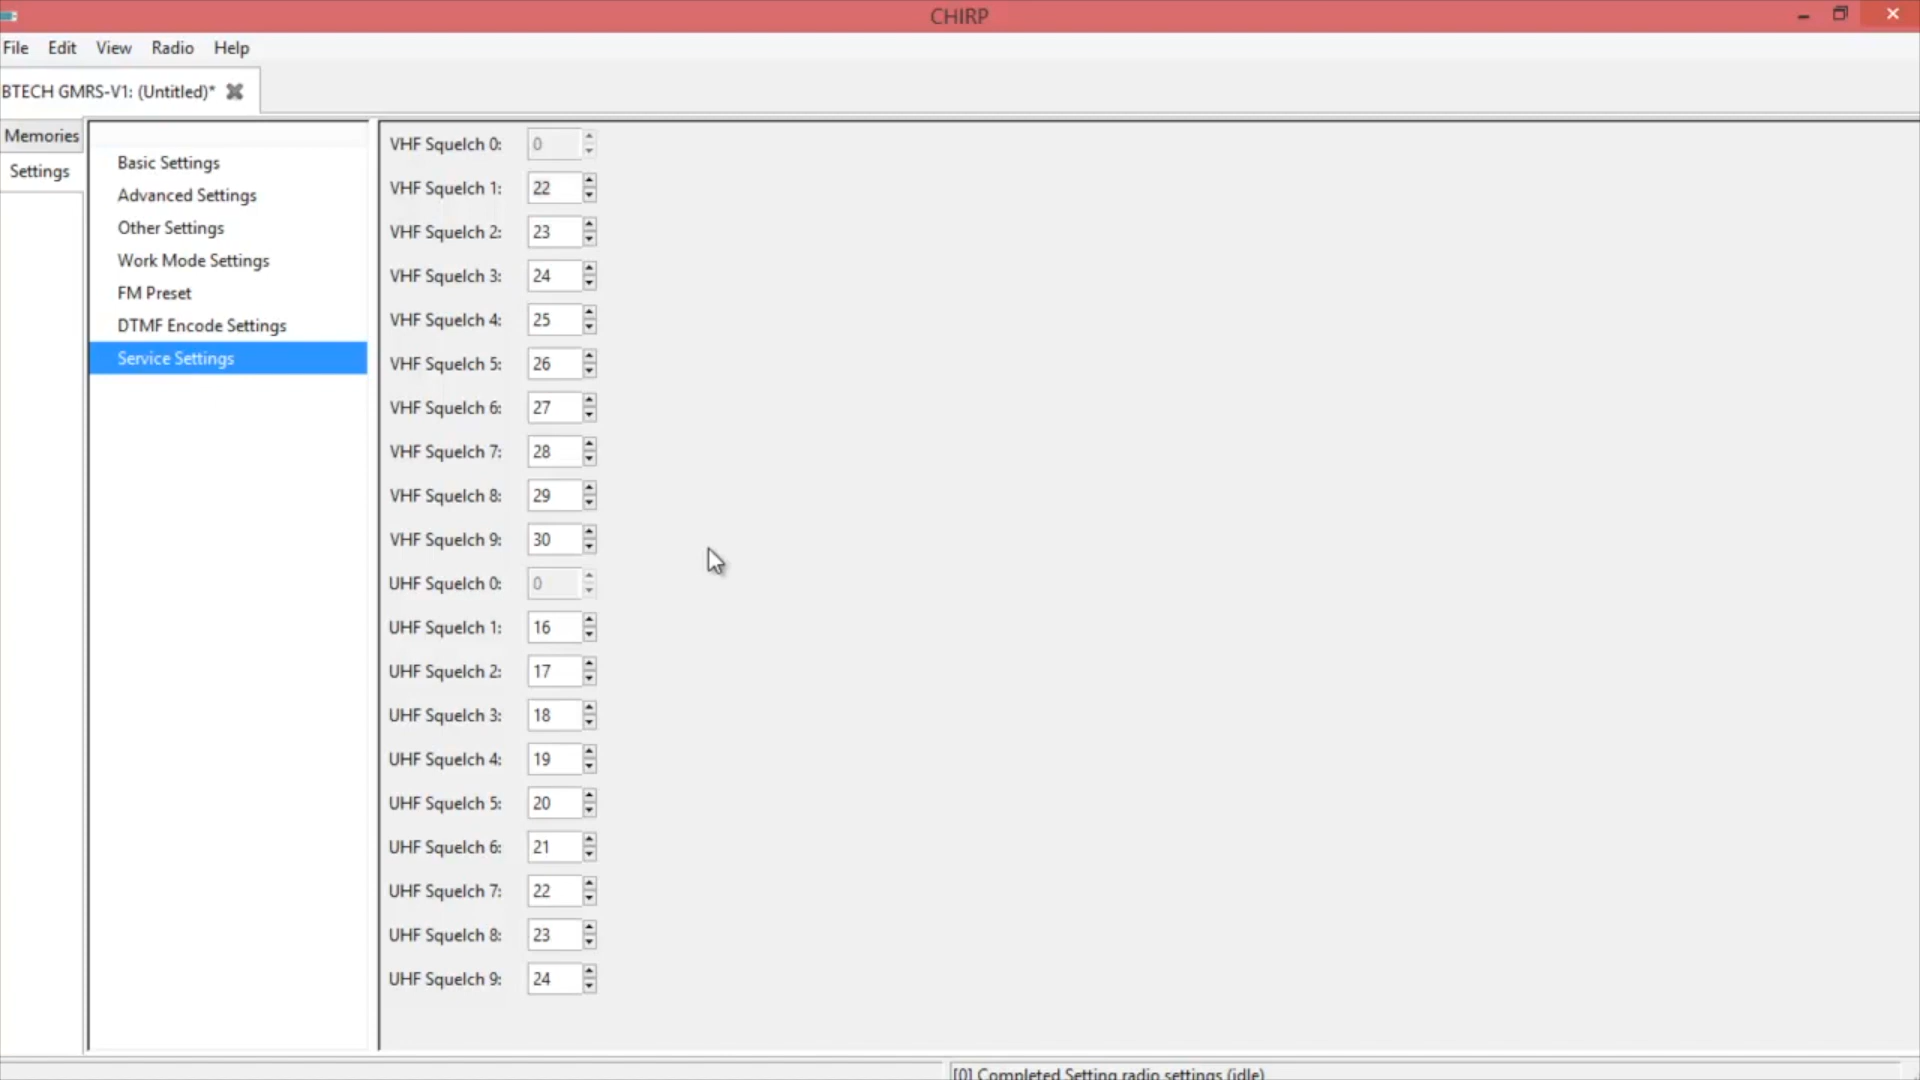 CHIRP
File Edit View Radio Help
BTECH GMRS-V1: (Untitled)*
Memories
Settings
Basic Settings
Advanced Settings
Other Settings
Work Mode Settings
FM Preset
DTMF Encode Settings
Service Settings
VHF Squelch 0: 0
VHF Squelch 1: 22
VHF Squelch 2: 23
VHF Squelch 3: 24
VHF Squelch 4: 25
VHF Squelch 5: 26
VHF Squelch 6: 27
VHF Squelch 7: 28
VHF Squelch 8: 29
VHF Squelch 9: 30
UHF Squelch 0: 0
UHF Squelch 1: 16
UHF Squelch 2: 17
UHF Squelch 3: 18
UHF Squelch 4: 19
UHF Squelch 5: 20
UHF Squelch 6: 21
UHF Squelch 7: 22
UHF Squelch 8: 23
UHF Squelch 9: 24
[0] Completed Setting radio settings (idle)